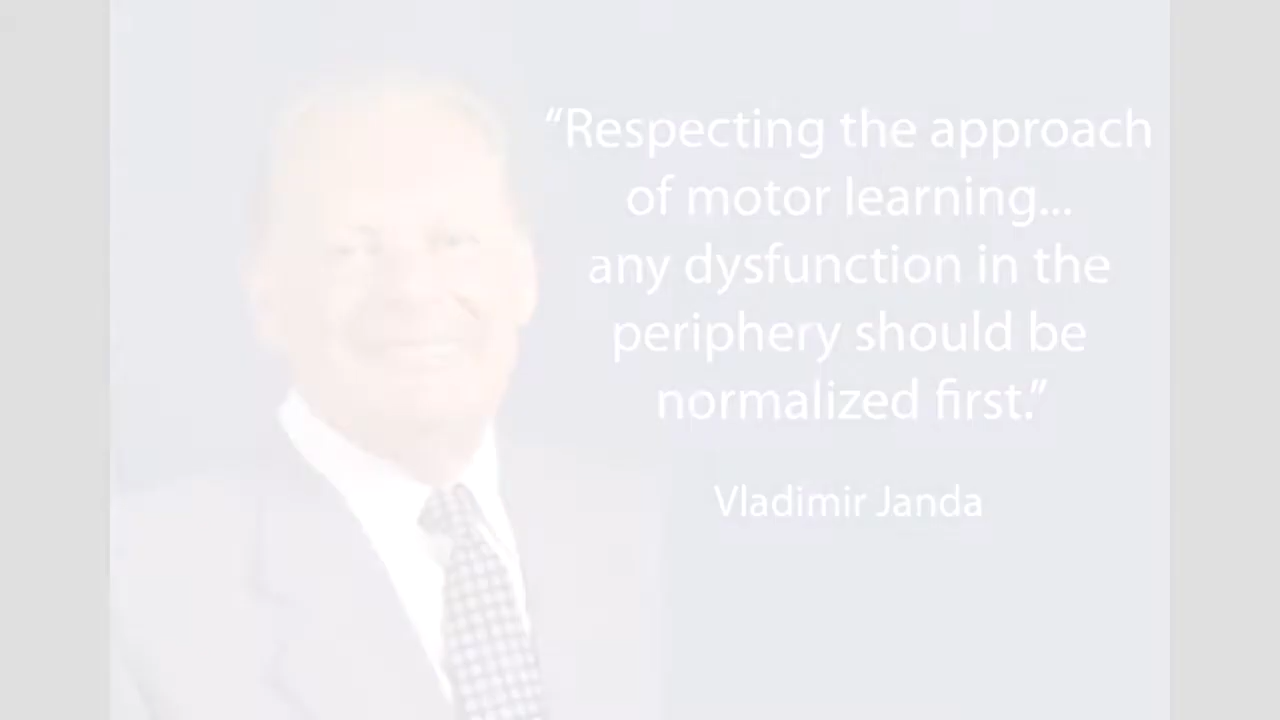 “Respecting the approach
of motor learning...
any dysfunction in the
periphery should be
normalized first.”
Vladimir Janda